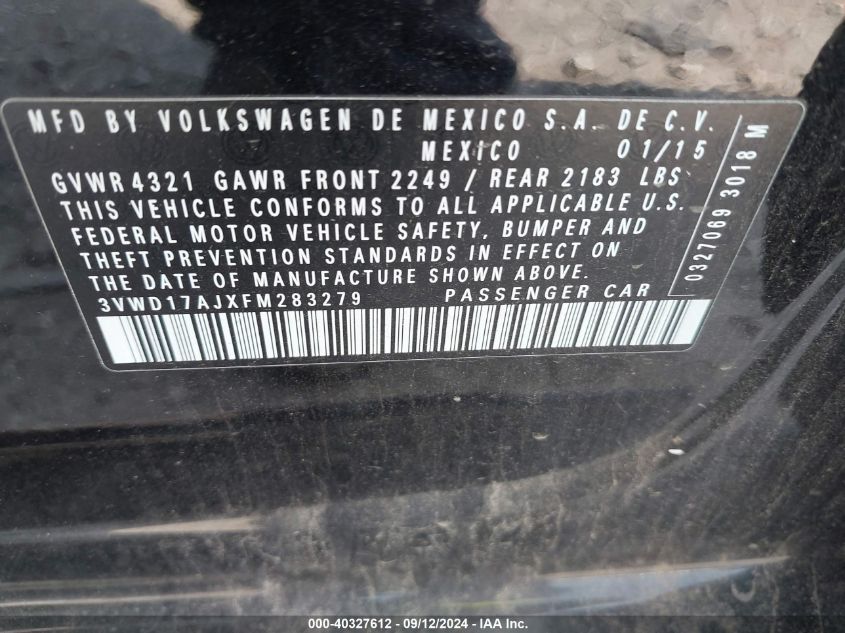 MFD BY VOLKSWAGEN DE MEXICO S.A. DE C.V.
MEXICO 01/15
GVWR 4321 GAWR FRONT 2249 / REAR 2183 LBS
THIS VEHICLE CONFORMS TO ALL APPLICABLE U.S.
FEDERAL MOTOR VEHICLE SAFETY, BUMPER AND
THEFT PREVENTION STANDARDS IN EFFECT ON
THE DATE OF MANUFACTURE SHOWN ABOVE.
3VWD17AJXFM283279 PASSENGER CAR
0327069 3018 M
000-40327612 - 09/12/2024 - IAA Inc.